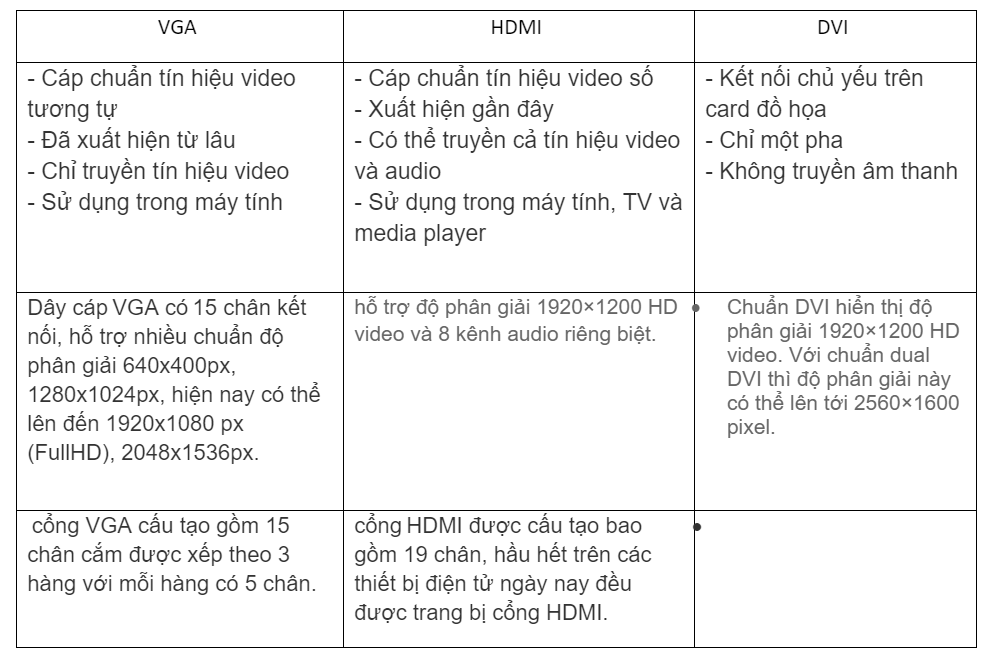 VGA
HDMI
DVI
- Cáp chuẩn tín hiệu video
tương tự
- Đã xuất hiện từ lâu
- Chỉ truyền tín hiệu video
- Sử dụng trong máy tính
- Cáp chuẩn tín hiệu video số
- Xuất hiện gần đây
- Có thể truyền cả tín hiệu video
và audio
- Sử dụng trong máy tính, TV và
media player
- Kết nối chủ yếu trên
card đồ họa
- Chỉ một pha
- Không truyền âm thanh
Dây cáp VGA có 15 chân kết
nối, hỗ trợ nhiều chuẩn độ
phân giải 640x400px,
1280x1024px, hiện nay có thể
lên đến 1920x1080 px
(FullHD), 2048x1536px.
hỗ trợ độ phân giải 1920×1200 HD
video và 8 kênh audio riêng biệt.
• Chuẩn DVI hiển thị độ
phân giải 1920×1200 HD
video. Với chuẩn dual
DVI thì độ phân giải này
có thể lên tới 2560×1600
pixel.
cổng VGA cấu tạo gồm 15
chân cắm được xếp theo 3
hàng với mỗi hàng có 5 chân.
cổng HDMI được cấu tạo bao
gồm 19 chân, hầu hết trên các
thiết bị điện tử ngày nay đều
được trang bị cổng HDMI.
•